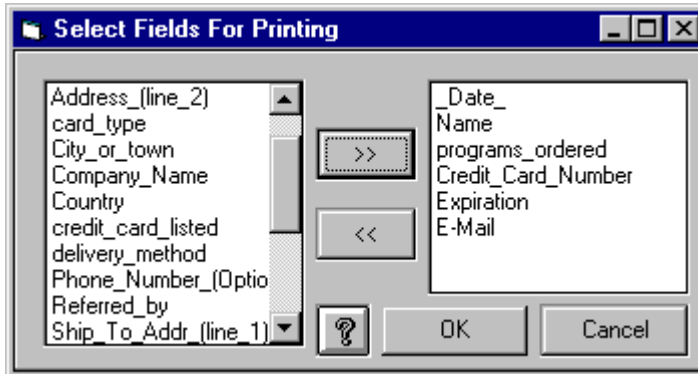 Select Fields For Printing
Address_(line_2)
card_type
City_or_town
Company_Name
Country
credit_card_listed
delivery_method
Phone_Number_(Optio
Referred_by
Ship_To_Addr_(line_1)
>>
<<
_Date_
Name
programs_ordered
Credit_Card_Number
Expiration
E-Mail
?
OK
Cancel